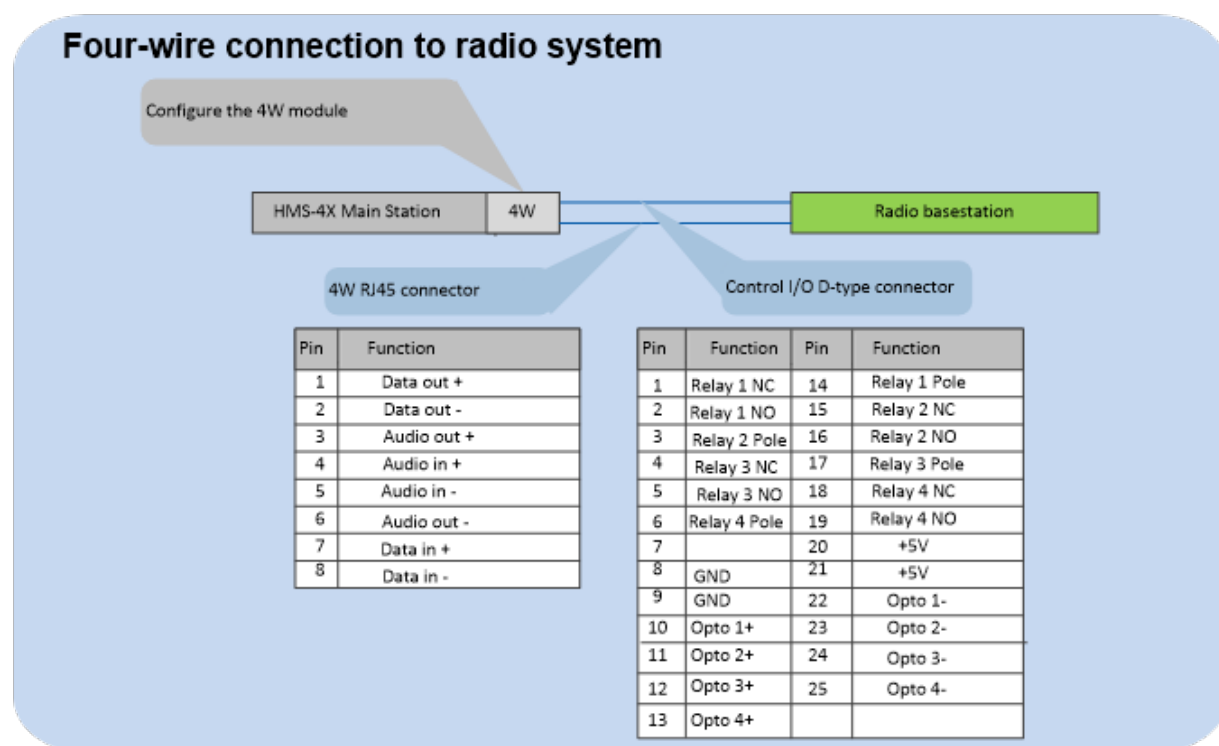 Four-wire connection to radio system
Configure the 4W module
HMS-4X Main Station 4W Radio basestation
4W RJ45 connector
Control I/O D-type connector
Pin Function
1 Data out +
2 Data out -
3 Audio out +
4 Audio in +
5 Audio in -
6 Audio out -
7 Data in +
8 Data in -
Pin Function Pin Function
1 Relay 1 NC 14 Relay 1 Pole
2 Relay 1 NO 15 Relay 2 NC
3 Relay 2 Pole 16 Relay 2 NO
4 Relay 3 NC 17 Relay 3 Pole
5 Relay 3 NO 18 Relay 4 NC
6 Relay 4 Pole 19 Relay 4 NO
7 20 +5V
8 GND 21 +5V
9 GND 22 Opto 1-
10 Opto 1+ 23 Opto 2-
11 Opto 2+ 24 Opto 3-
12 Opto 3+ 25 Opto 4-
13 Opto 4+